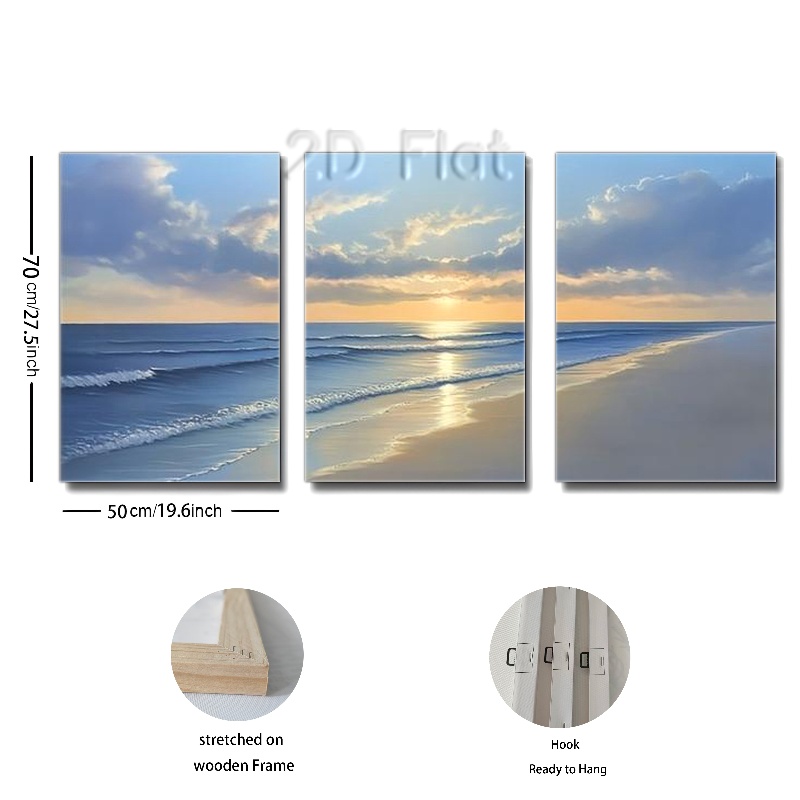 2D Flat
70 cm/27.5inch
50cm/19.6inch
stretched on
wooden Frame
Hook
Ready to Hang